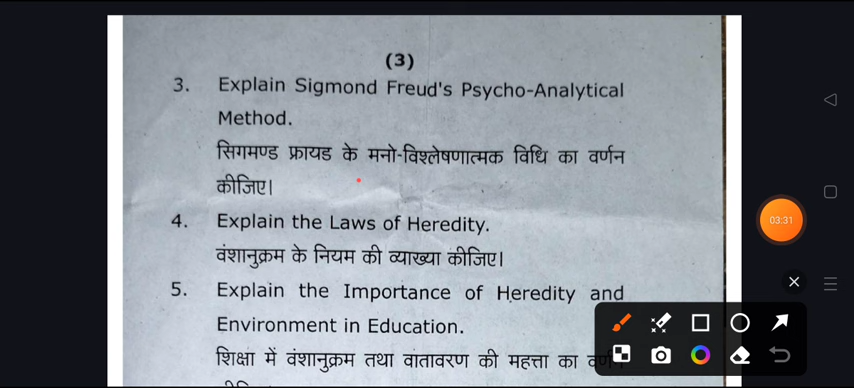 (3)
3. Explain Sigmond Freud's Psycho-Analytical
Method.
सिगमण्ड फ्रायड के मनो-विश्लेषणात्मक विधि का वर्णन
कीजिए।
4. Explain the Laws of Heredity.
वंशानुक्रम के नियम की व्याख्या कीजिए।
5. Explain the Importance of Heredity and
Environment in Education.
शिक्षा में वंशानुक्रम तथा वातावरण की महत्ता का
03:31